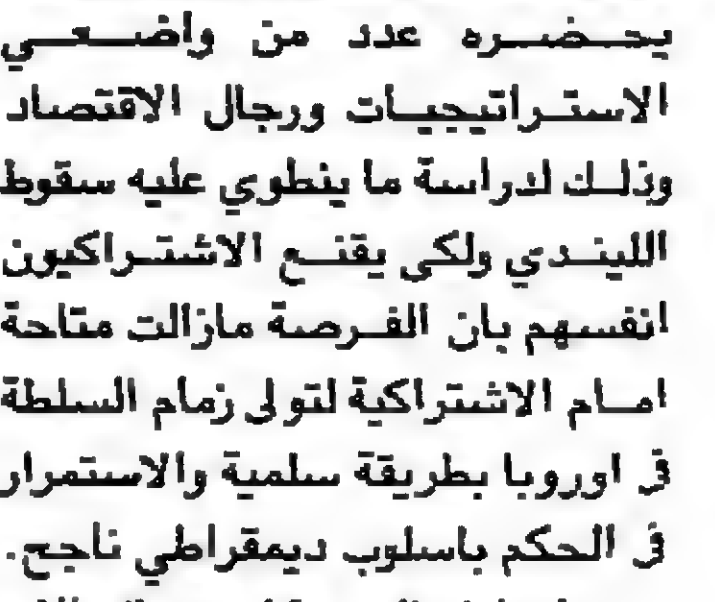 يحضره عدد من واضعي
الاستراتيجيات ورجال الاقتصاد
وذلك لدراسة ما ينطوي عليه سقوط
الليندي ولكى يقنع الاشتراكيون
انفسهم بان الفرصة مازالت متاحة
امام الاشتراكية لتولى زمام السلطة
فى اوروبا بطريقة سلمية والاستمرار
فى الحكم باسلوب ديمقراطي ناجح.